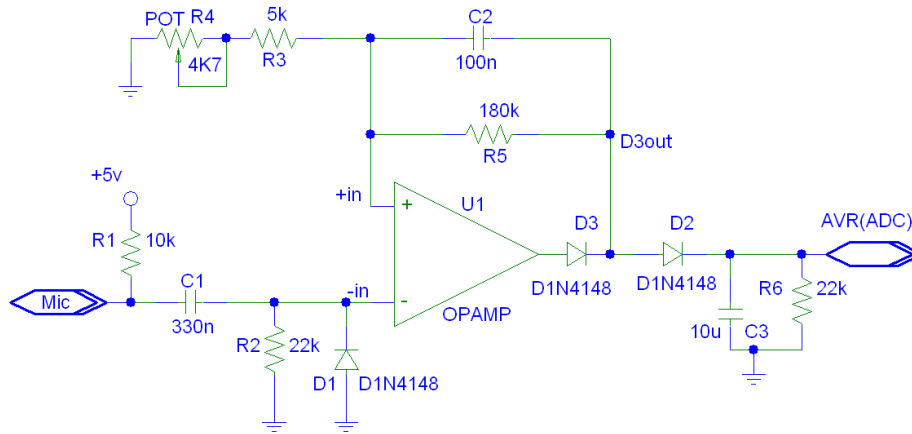 POT R4
4K7
5k
R3
C2
100n
180k
R5
D3out
+5v
R1 10k
Mic
C1
330n
R2 22k
-in
+in
+
-
U1
OPAMP
D1 D1N4148
D3
D1N4148
D2
D1N4148
AVR(ADC)
R6 22k
10u C3